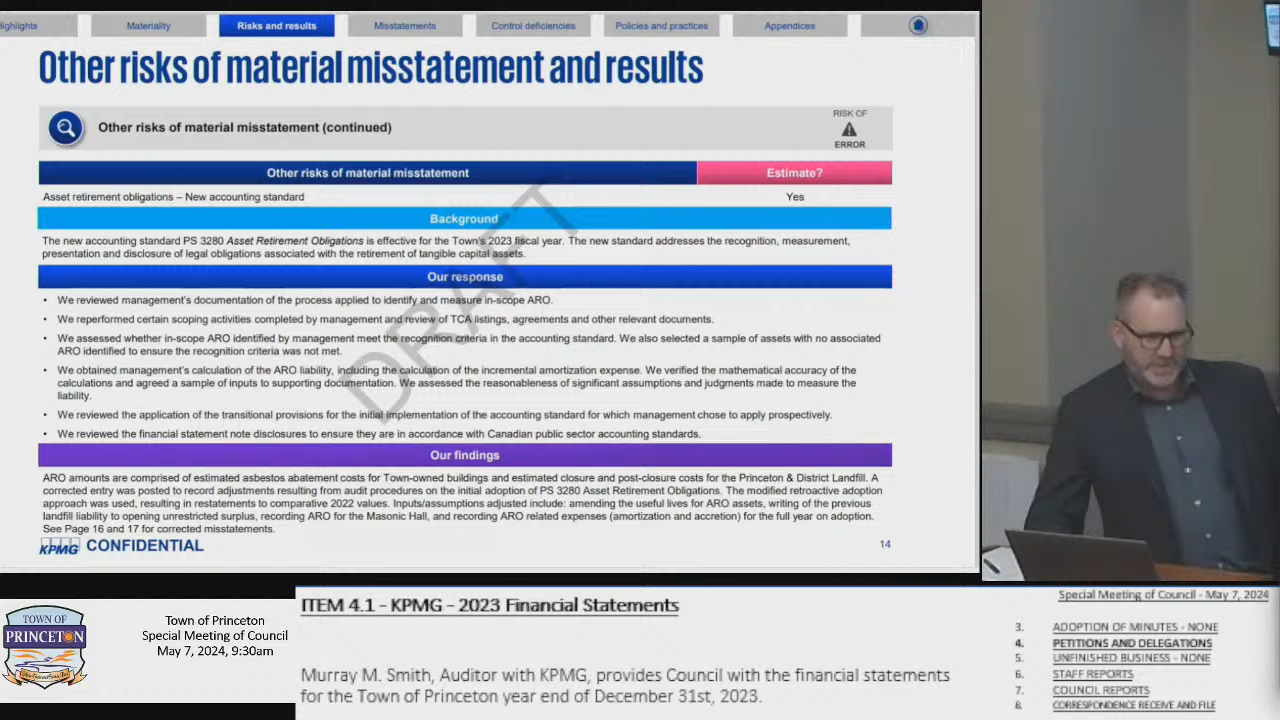 ighlights
Materiality
Risks and results
Misstatements
Control deficiencies
Policies and practices
Appendices
Other risks of material misstatement and results
Other risks of material misstatement (continued)
RISK OF
ERROR
Other risks of material misstatement
Estimate?
Asset retirement obligations – New accounting standard
Yes
Background
The new accounting standard PS 3280 Asset Retirement Obligations is effective for the Town's 2023 fiscal year. The new standard addresses the recognition, measurement,
presentation and disclosure of legal obligations associated with the retirement of tangible capital assets.
Our response
• We reviewed management's documentation of the process applied to identify and measure in-scope ARO.
• We reperformed certain scoping activities completed by management and review of TCA listings, agreements and other relevant documents.
• We assessed whether in-scope ARO identified by management meet the recognition criteria in the accounting standard. We also selected a sample of assets with no associated
ARO identified to ensure the recognition criteria was not met.
• We obtained management's calculation of the ARO liability, including the calculation of the incremental amortization expense. We verified the mathematical accuracy of the
calculations and agreed a sample of inputs to supporting documentation. We assessed the reasonableness of significant assumptions and judgments made to measure the
liability.
• We reviewed the application of the transitional provisions for the initial implementation of the accounting standard for which management chose to apply prospectively.
• We reviewed the financial statement note disclosures to ensure they are in accordance with Canadian public sector accounting standards.
Our findings
ARO amounts are comprised of estimated asbestos abatement costs for Town-owned buildings and estimated closure and post-closure costs for the Princeton & District Landfill. A
corrected entry was posted to record adjustments resulting from audit procedures on the initial adoption of PS 3280 Asset Retirement Obligations. The modified retroactive adoption
approach was used, resulting in restatements to comparative 2022 values. Inputs/assumptions adjusted include: amending the useful lives for ARO assets, writing of the previous
landfill liability to opening unrestricted surplus, recording ARO for the Masonic Hall, and recording ARO related expenses (amortization and accretion) for the full year on adoption.
See Page 16 and 17 for corrected misstatements.
DRAFT
KPMG CONFIDENTIAL
14
TOWN OF
PRINCETON
Town of Princeton
Special Meeting of Council
May 7, 2024, 9:30am
ITEM 4.1 - KPMG - 2023 Financial Statements
Murray M. Smith, Auditor with KPMG, provides Council with the financial statements
for the Town of Princeton year end of December 31st, 2023.
Special Meeting of Council - May 7, 2024
3. ADOPTION OF MINUTES - NONE
4. PETITIONS AND DELEGATIONS
5. UNFINISHED BUSINESS - NONE
6. STAFF REPORTS
7. COUNCIL REPORTS
8. CORRESPONDENCE RECEIVE AND FILE